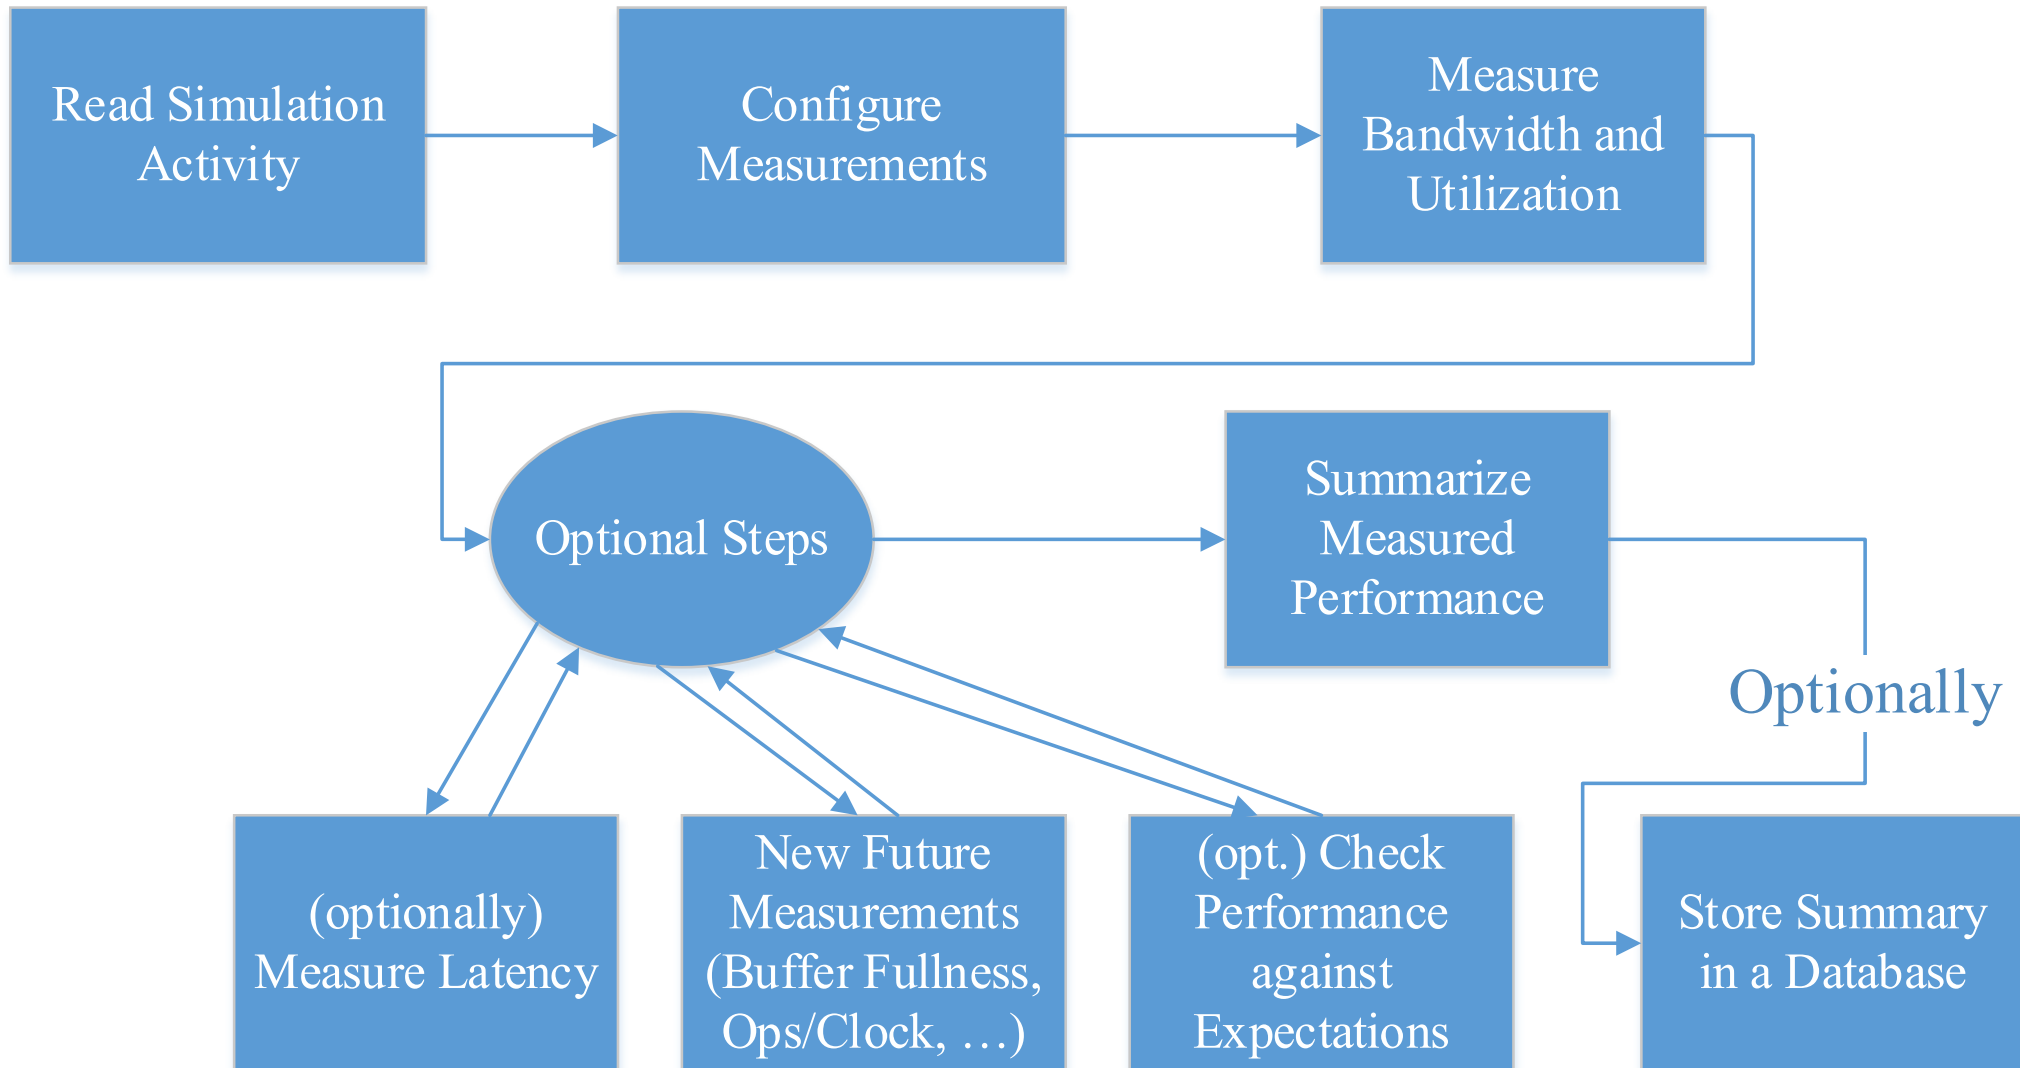 Read Simulation
Activity
Configure
Measurements
Measure
Bandwidth and
Utilization
Optional Steps
Summarize
Measured
Performance
Optionally
(optionally)
Measure Latency
New Future
Measurements
(Buffer Fullness,
Ops/Clock, …)
(opt.) Check
Performance
against
Expectations
Store Summary
in a Database